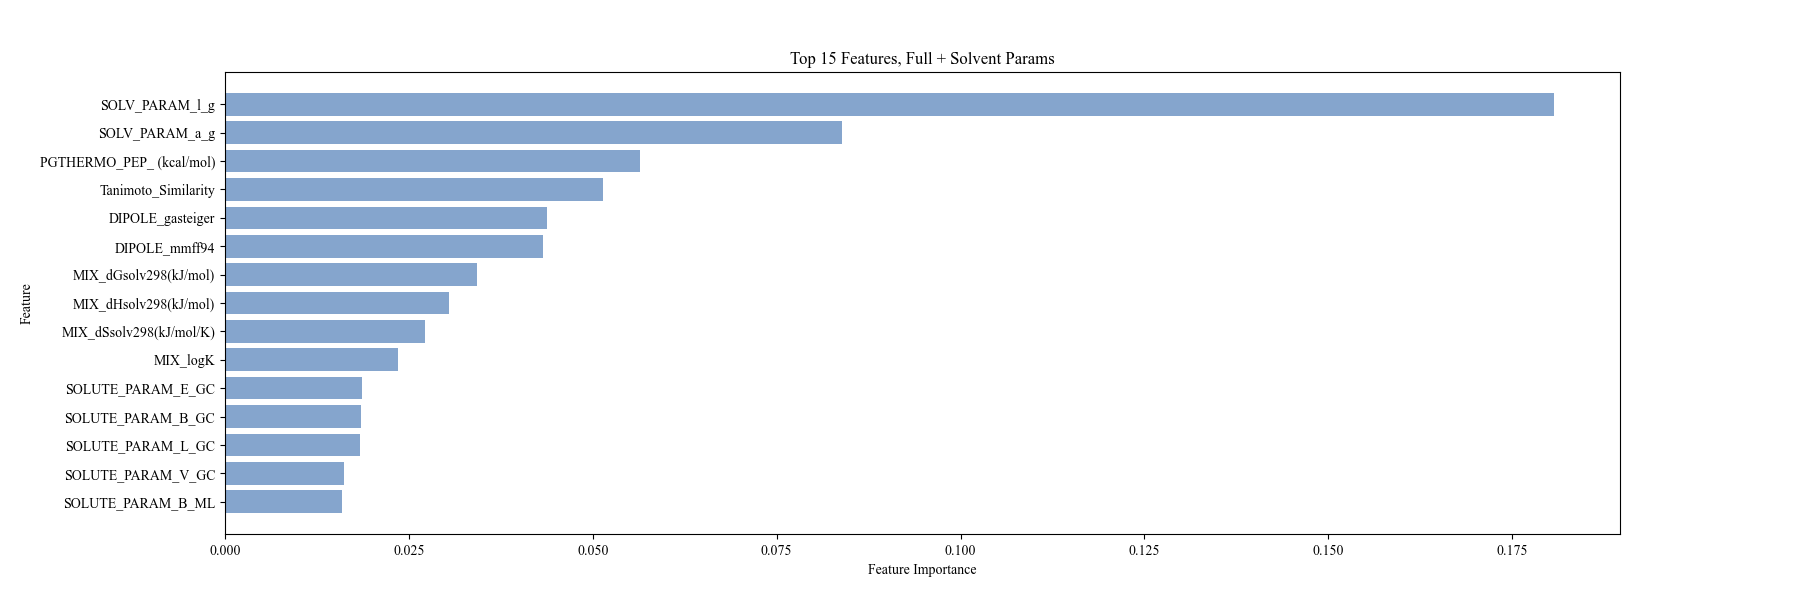 Top 15 Features, Full + Solvent Params
SOLV_PARAM_l_g
SOLV_PARAM_a_g
PGTHERMO_PEP_ (kcal/mol)
Tanimoto_Similarity
DIPOLE_gasteiger
DIPOLE_mmff94
MIX_dGsolv298(kJ/mol)
MIX_dHsolv298(kJ/mol)
MIX_dSsolv298(kJ/mol/K)
MIX_logK
SOLUTE_PARAM_E_GC
SOLUTE_PARAM_B_GC
SOLUTE_PARAM_L_GC
SOLUTE_PARAM_V_GC
SOLUTE_PARAM_B_ML
Feature
0.000 0.025 0.050 0.075 0.100 0.125 0.150 0.175
Feature Importance